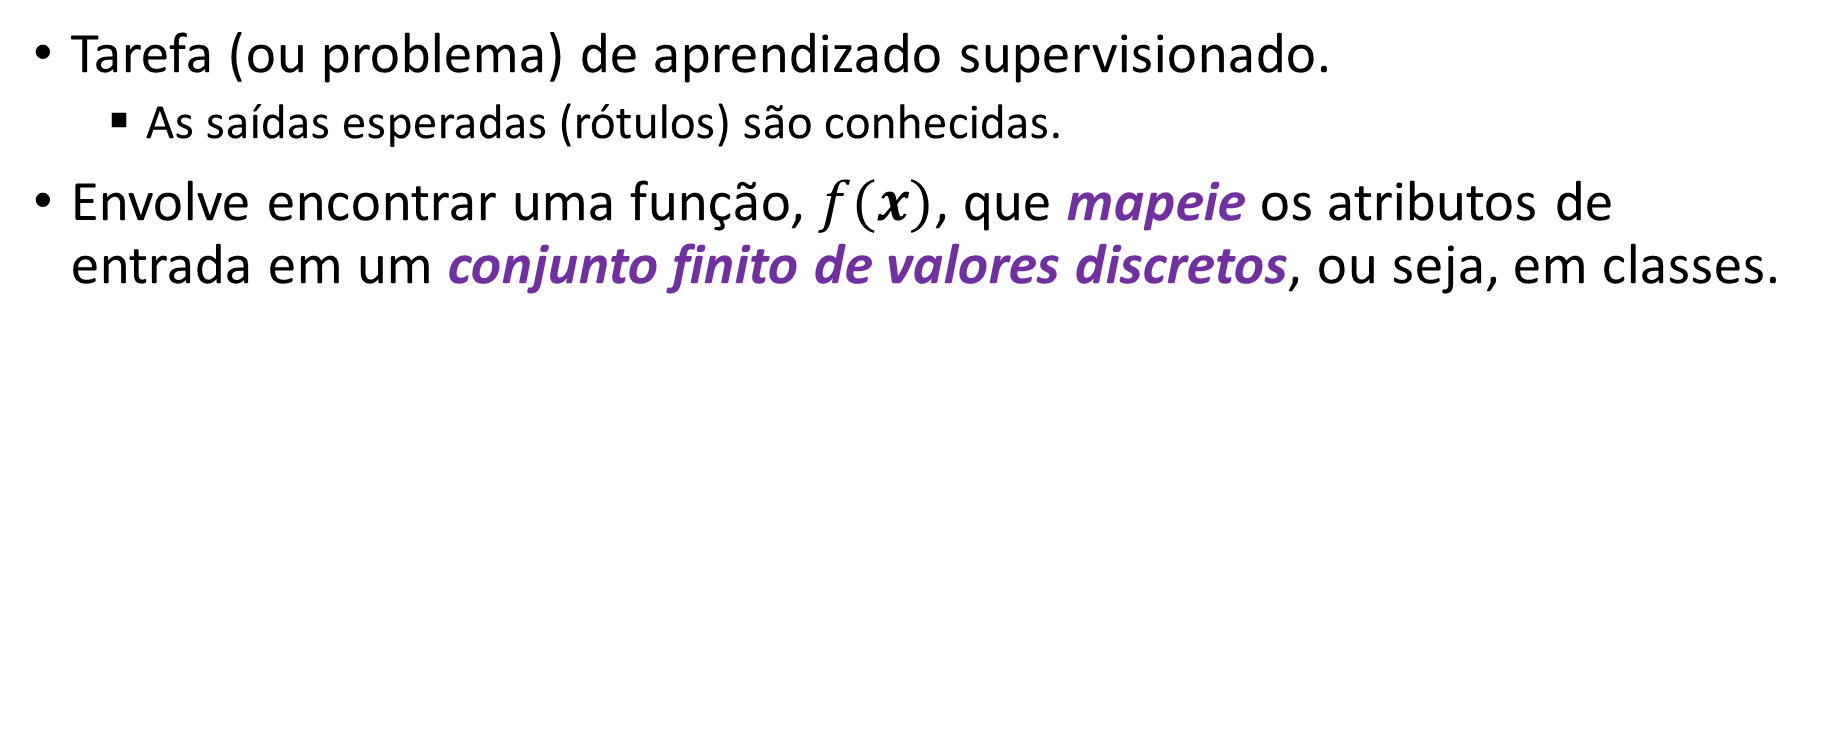 • Tarefa (ou problema) de aprendizado supervisionado.
▪ As saídas esperadas (rótulos) são conhecidas.
• Envolve encontrar uma função, f(x), que mapeie os atributos de
entrada em um conjunto finito de valores discretos, ou seja, em classes.